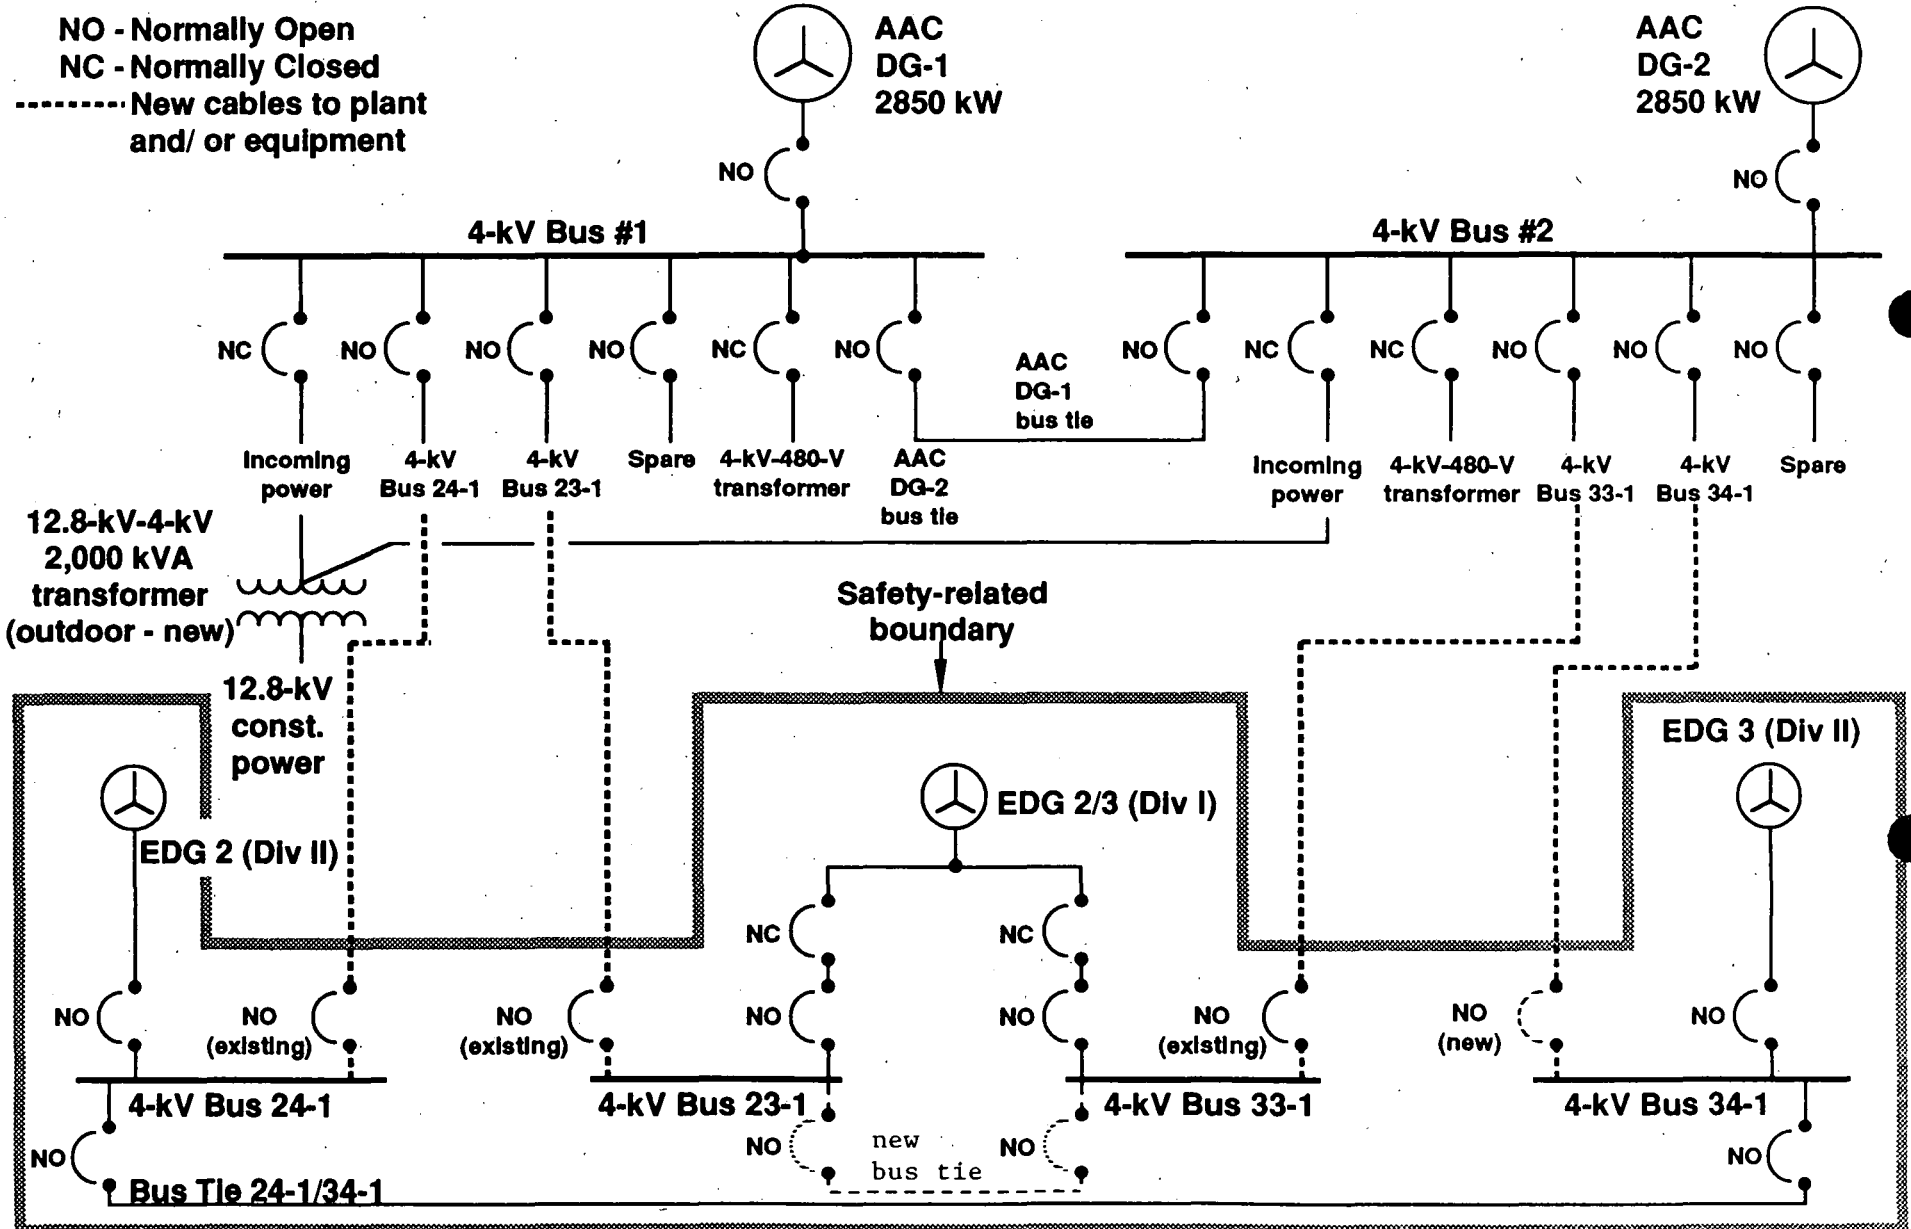 NO - Normally Open
NC - Normally Closed
New cables to plant
and/ or equipment
AAC
DG-1
2850 kW
AAC
DG-2
2850 kW
NO
NO
4-kV Bus #1
4-kV Bus #2
NC
NO
NO
NO
NC
NO
AAC
DG-1
bus tie
NO
NC
NC
NO
NO
NO
Incoming
power
4-kV
Bus 24-1
4-kV
Bus 23-1
Spare
4-kV-480-V
transformer
AAC
DG-2
bus tie
Incoming
power
4-kV-480-V
transformer
4-kV
Bus 33-1
4-kV
Bus 34-1
Spare
12.8-kV-4-kV
2,000 kVA
transformer
(outdoor - new)
Safety-related
boundary
12.8-kV
const.
power
EDG 3 (Div II)
EDG 2/3 (Div I)
EDG 2 (Div II)
NC
NC
NO
NO
(existing)
NO
(existing)
NO
NO
NO
(existing)
NO
(new)
NO
4-kV Bus 24-1
4-kV Bus 23-1
4-kV Bus 33-1
4-kV Bus 34-1
NO
NO
new
bus tie
NO
NO
Bus Tie 24-1/34-1